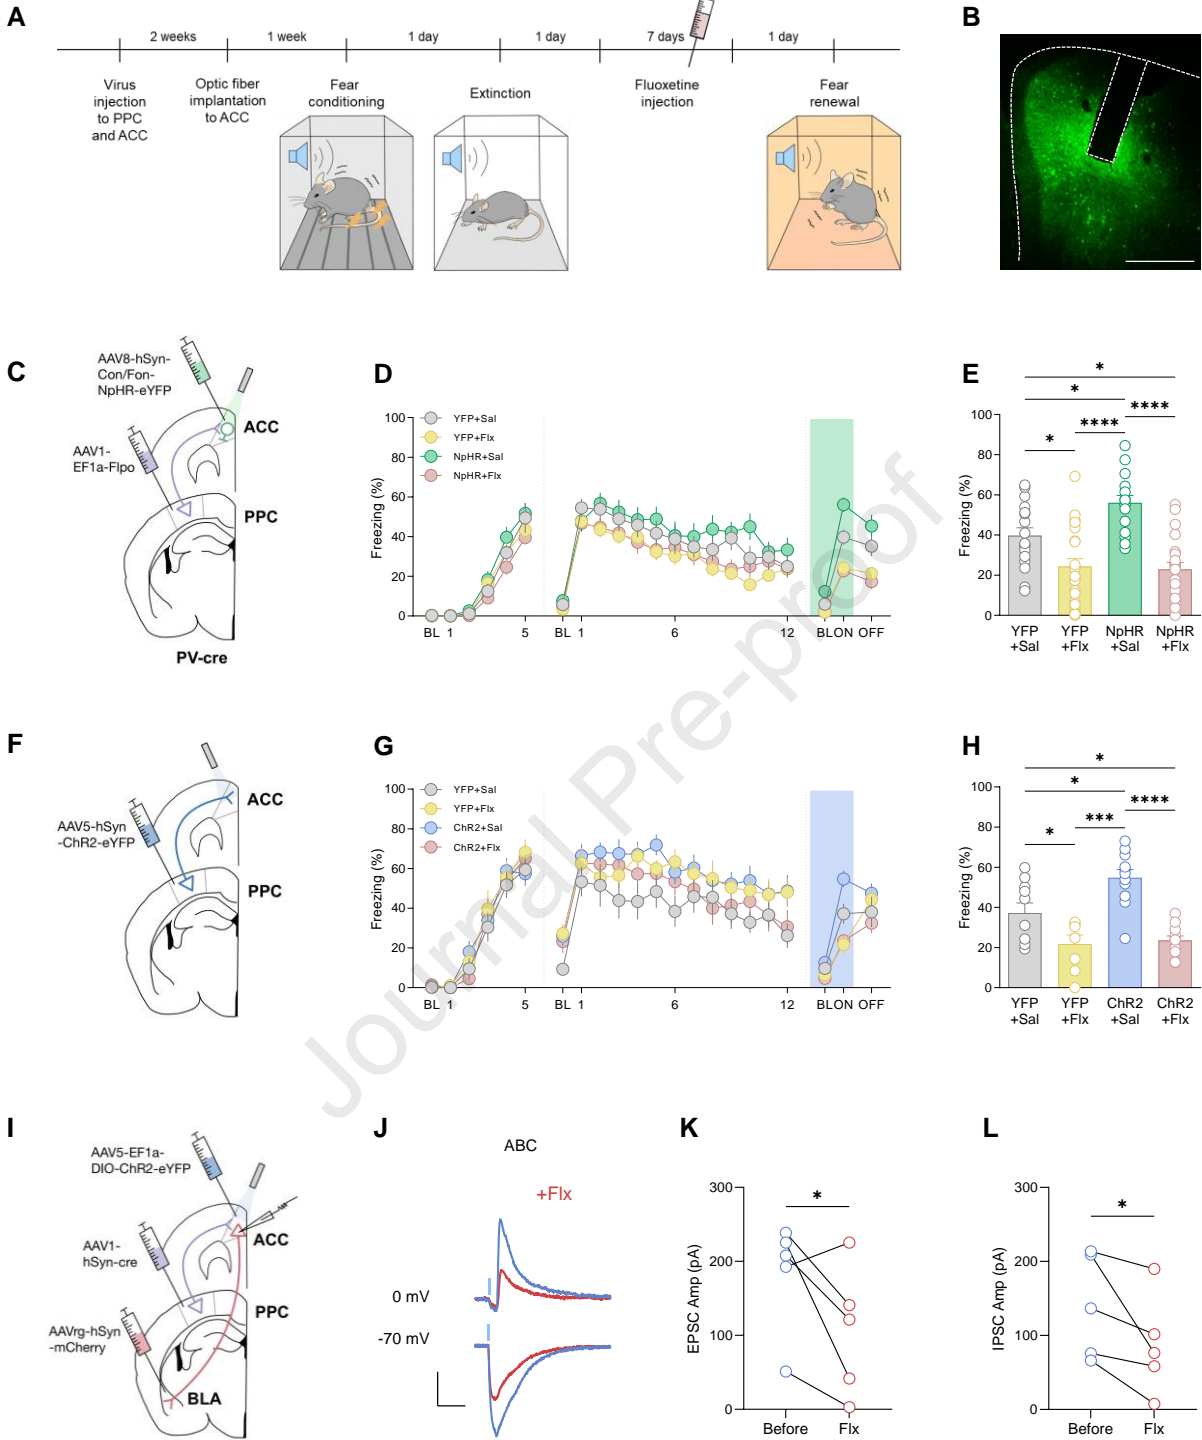 A
2 weeks
1 week
1 day
1 day
7 days
1 day
Virus
injection
to PPC
and ACC
Optic fiber
implantation
to ACC
Fear
conditioning
Extinction
Fluoxetine
injection
Fear
renewal
B
C
AAV8-hSyn-
Con/Fon-
NpHR-eYFP
AAV1-
EF1a-Flpo
ACC
PPC
PV-cre
D
Freezing (%)
100
80
60
40
20
0
YFP+Sal
YFP+Flx
NpHR+Sal
NpHR+Flx
BL 1 5 BL 1 6 12 BL ON OFF
E
Freezing (%)
100
80
60
40
20
0
*
*
* **** ****
YFP YFP NpHR NpHR
+Sal +Flx +Sal +Flx
F
AAV5-hSyn
-ChR2-eYFP
ACC
PPC
G
Freezing (%)
100
80
60
40
20
0
YFP+Sal
YFP+Flx
ChR2+Sal
ChR2+Flx
BL 1 5 BL 1 6 12 BL ON OFF
H
Freezing (%)
100
80
60
40
20
0
*
*
* *** ****
YFP YFP ChR2 ChR2
+Sal +Flx +Sal +Flx
I
AAV5-EF1a-
DIO-ChR2-eYFP
AAV1-
hSyn-cre
AAVrg-hSyn
-mCherry
ACC
PPC
BLA
J
ABC
+Flx
0 mV
-70 mV
K
EPSC Amp (pA)
300
200
100
0
*
Before Flx
L
IPSC Amp (pA)
300
200
100
0
*
Before Flx
Journal Pre-proof